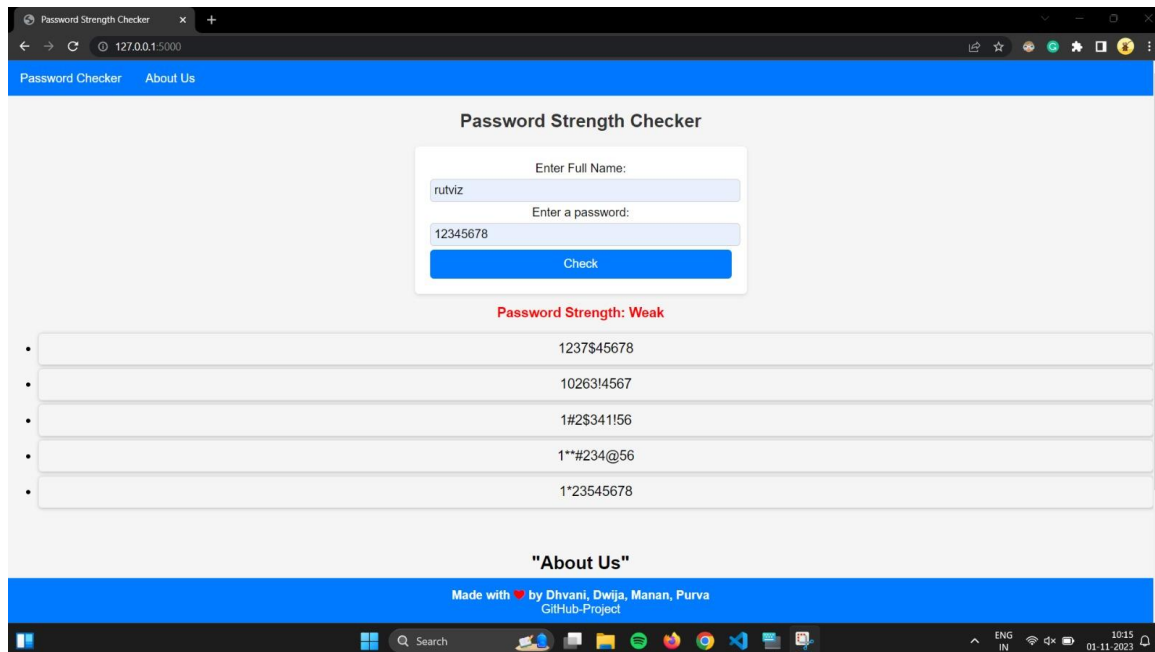 Password Strength Checker
127.0.0.1:5000
Password Checker About Us
Password Strength Checker
Enter Full Name:
rutviz
Enter a password:
12345678
Check
Password Strength: Weak
1237$45678
10263!4567
1#2$341!56
1**#234@56
1*23545678
"About Us"
Made with ❤ by Dhvani, Dwija, Manan, Purva
GitHub-Project
Search
ENG
IN
10:15
01-11-2023